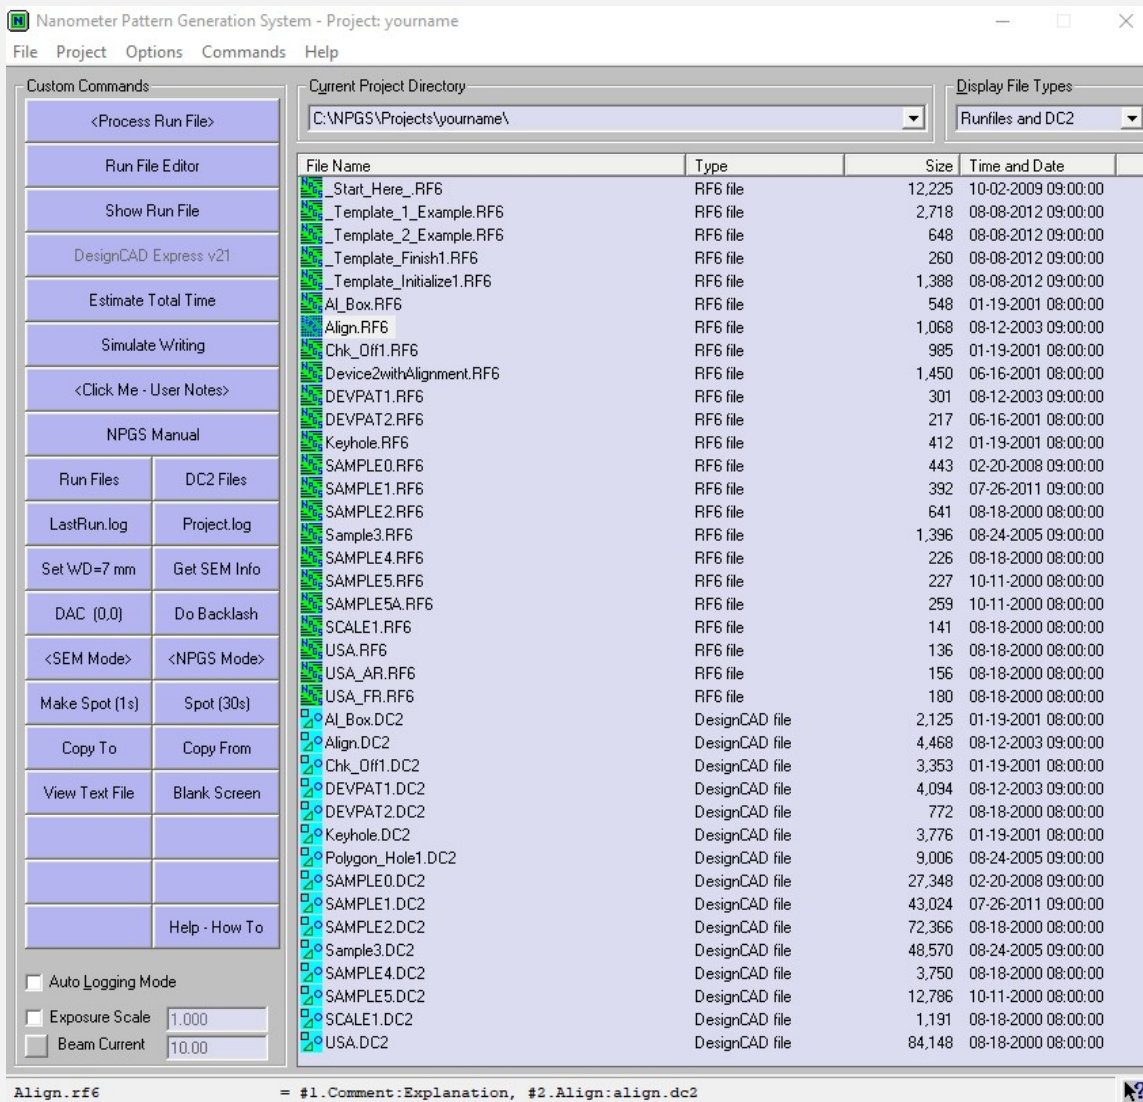 Nanometer Pattern Generation System - Project: yourname
File Project Options Commands Help
Custom Commands
<Process Run File>
Run File Editor
Show Run File
DesignCAD Express v21
Estimate Total Time
Simulate Writing
<Click Me - User Notes>
NPGS Manual
Run Files DC2 Files
LastRun.log Project.log
Set WD=7 mm Get SEM Info
DAC (0,0) Do Backlash
<SEM Mode> <NPGS Mode>
Make Spot (1s) Spot (30s)
Copy To Copy From
View Text File Blank Screen
Help - How To
Auto Logging Mode
Exposure Scale 1.000
Beam Current 10.00
Current Project Directory
C:\NPGS\Projects\yourname\
Display File Types
Runfiles and DC2
File Name Type Size Time and Date
_Start_Here_.RF6 RF6 file 12,225 10-02-2009 09:00:00
_Template_1_Example.RF6 RF6 file 2,718 08-08-2012 09:00:00
_Template_2_Example.RF6 RF6 file 648 08-08-2012 09:00:00
_Template_Finish1.RF6 RF6 file 260 08-08-2012 09:00:00
_Template_Initialize1.RF6 RF6 file 1,388 08-08-2012 09:00:00
Al_Box.RF6 RF6 file 548 01-19-2001 08:00:00
Align.RF6 RF6 file 1,068 08-12-2003 09:00:00
Chk_Off1.RF6 RF6 file 985 01-19-2001 08:00:00
Device2withAlignment.RF6 RF6 file 1,450 06-16-2001 08:00:00
DEVPAT1.RF6 RF6 file 301 08-12-2003 09:00:00
DEVPAT2.RF6 RF6 file 217 06-16-2001 08:00:00
Keyhole.RF6 RF6 file 412 01-19-2001 08:00:00
SAMPLE0.RF6 RF6 file 443 02-20-2008 09:00:00
SAMPLE1.RF6 RF6 file 392 07-26-2011 09:00:00
SAMPLE2.RF6 RF6 file 641 08-18-2000 08:00:00
Sample3.RF6 RF6 file 1,396 08-24-2005 09:00:00
SAMPLE4.RF6 RF6 file 226 08-18-2000 08:00:00
SAMPLE5.RF6 RF6 file 227 10-11-2000 08:00:00
SAMPLE5A.RF6 RF6 file 259 10-11-2000 08:00:00
SCALE1.RF6 RF6 file 141 08-18-2000 08:00:00
USA.RF6 RF6 file 136 08-18-2000 08:00:00
USA_AR.RF6 RF6 file 156 08-18-2000 08:00:00
USA_FR.RF6 RF6 file 180 08-18-2000 08:00:00
Al_Box.DC2 DesignCAD file 2,125 01-19-2001 08:00:00
Align.DC2 DesignCAD file 4,468 08-12-2003 09:00:00
Chk_Off1.DC2 DesignCAD file 3,353 01-19-2001 08:00:00
DEVPAT1.DC2 DesignCAD file 4,094 08-12-2003 09:00:00
DEVPAT2.DC2 DesignCAD file 772 08-18-2000 08:00:00
Keyhole.DC2 DesignCAD file 3,776 01-19-2001 08:00:00
Polygon_Hole1.DC2 DesignCAD file 9,006 08-24-2005 09:00:00
SAMPLE0.DC2 DesignCAD file 27,348 02-20-2008 09:00:00
SAMPLE1.DC2 DesignCAD file 43,024 07-26-2011 09:00:00
SAMPLE2.DC2 DesignCAD file 72,366 08-18-2000 08:00:00
Sample3.DC2 DesignCAD file 48,570 08-24-2005 09:00:00
SAMPLE4.DC2 DesignCAD file 3,750 08-18-2000 08:00:00
SAMPLE5.DC2 DesignCAD file 12,786 10-11-2000 08:00:00
SCALE1.DC2 DesignCAD file 1,191 08-18-2000 08:00:00
USA.DC2 DesignCAD file 84,148 08-18-2000 08:00:00
Align.rf6 = #1.Comment:Explanation, #2.Align:align.dc2